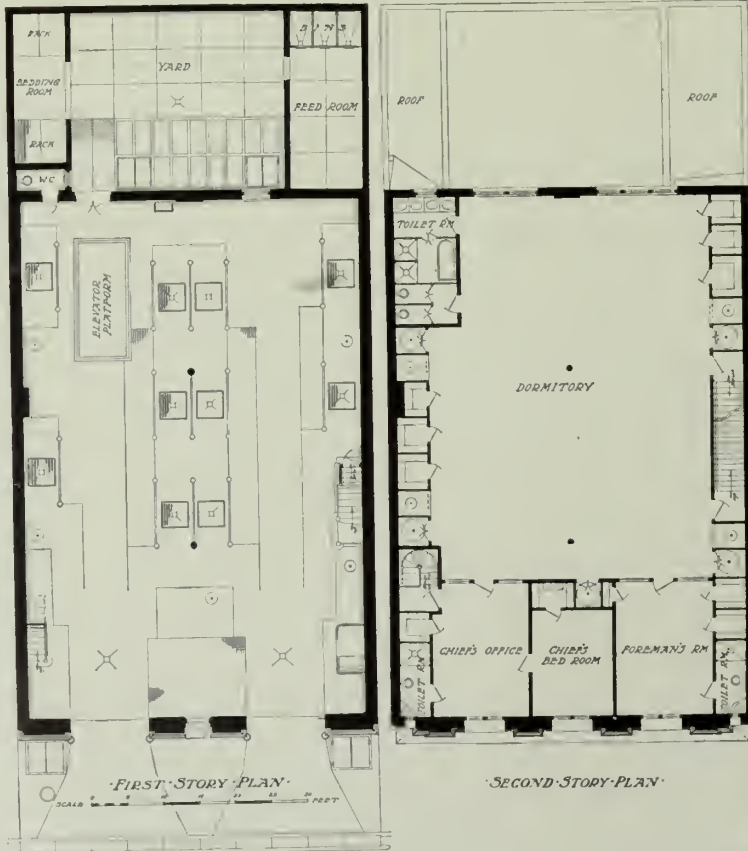 RACK
BEDDING
ROOM
RACK
W.C.
YARD
BINS
FEED ROOM
ELEVATOR
PLATFORM
·FIRST·STORY·PLAN·
SCALE
FEET
ROOF
ROOF
TOILET R'M
DORMITORY
CHIEF'S OFFICE
CHIEF'S
BED ROOM
FOREMAN'S RM
TOILET RM
TOILET RM
·SECOND·STORY·PLAN·